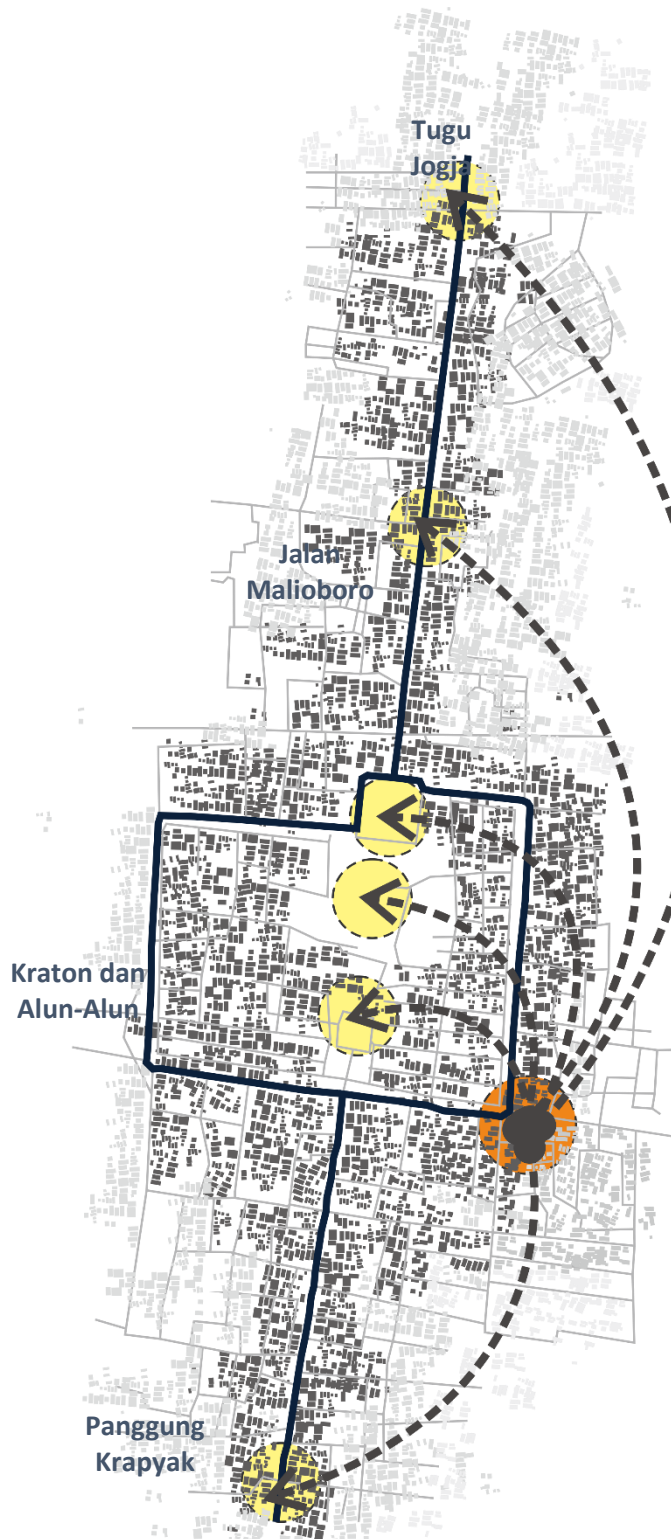 Tugu
Jogja
Jalan
Malioboro
Kraton dan
Alun-Alun
Panggung
Krapyak